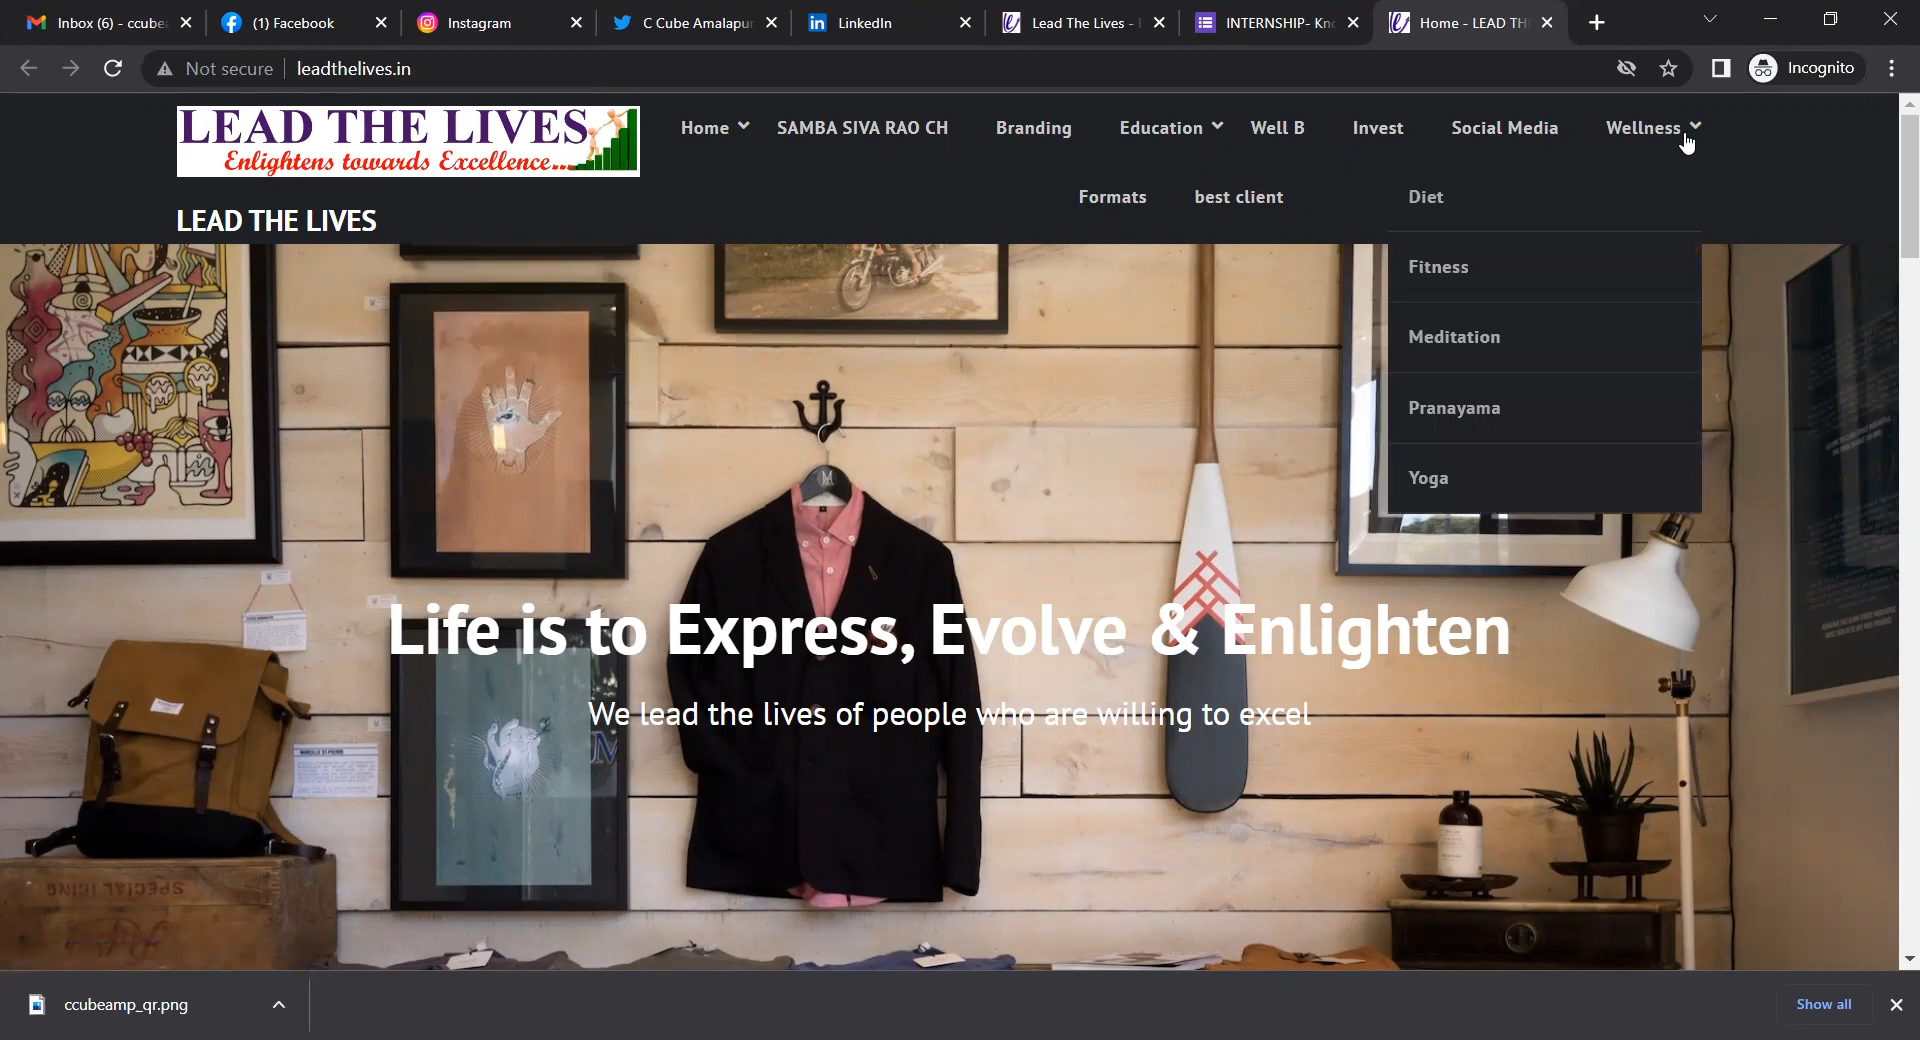 Inbox (6) - ccube
(1) Facebook
Instagram
C Cube Amalapur
LinkedIn
Lead The Lives -
INTERNSHIP- Kn
Home - LEAD TH
Not secure
leadthelives.in
Incognito
LEAD THE LIVES
Enlightens towards Excellence...
Home
SAMBA SIVA RAO CH
Branding
Education
Well B
Invest
Social Media
Wellness
Formats
best client
Diet
LEAD THE LIVES
Fitness
Meditation
Pranayama
Yoga
Life is to Express, Evolve & Enlighten
We lead the lives of people who are willing to excel
ccubeamp_qr.png
Show all